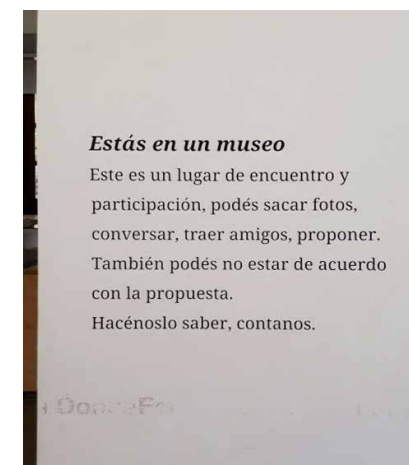 Estás en un museo
Este es un lugar de encuentro y
participación, podés sacar fotos,
conversar, traer amigos, proponer.
También podés no estar de acuerdo
con la propuesta.
Hacénoslo saber, contanos.